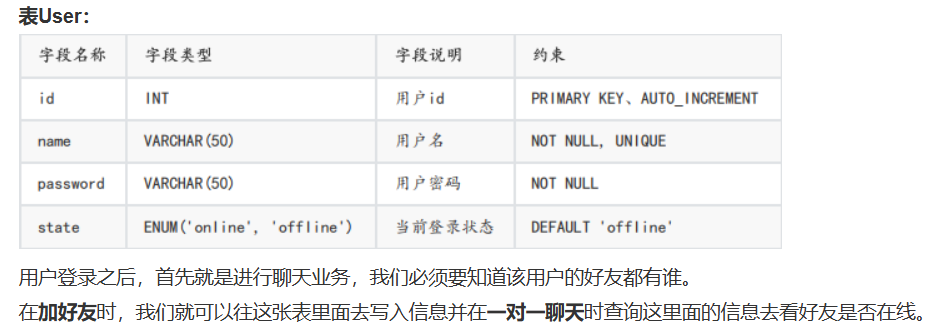 表User：
字段名称 字段类型 字段说明 约束
id INT 用户id PRIMARY KEY、AUTO_INCREMENT
name VARCHAR(50) 用户名 NOT NULL, UNIQUE
password VARCHAR(50) 用户密码 NOT NULL
state ENUM('online', 'offline') 当前登录状态 DEFAULT 'offline'
用户登录之后，首先就是进行聊天业务，我们必须要知道该用户的好友都有谁。
在加好友时，我们就可以往这张表里面去写入信息并在一对一聊天时查询这里面的信息去看好友是否在线。